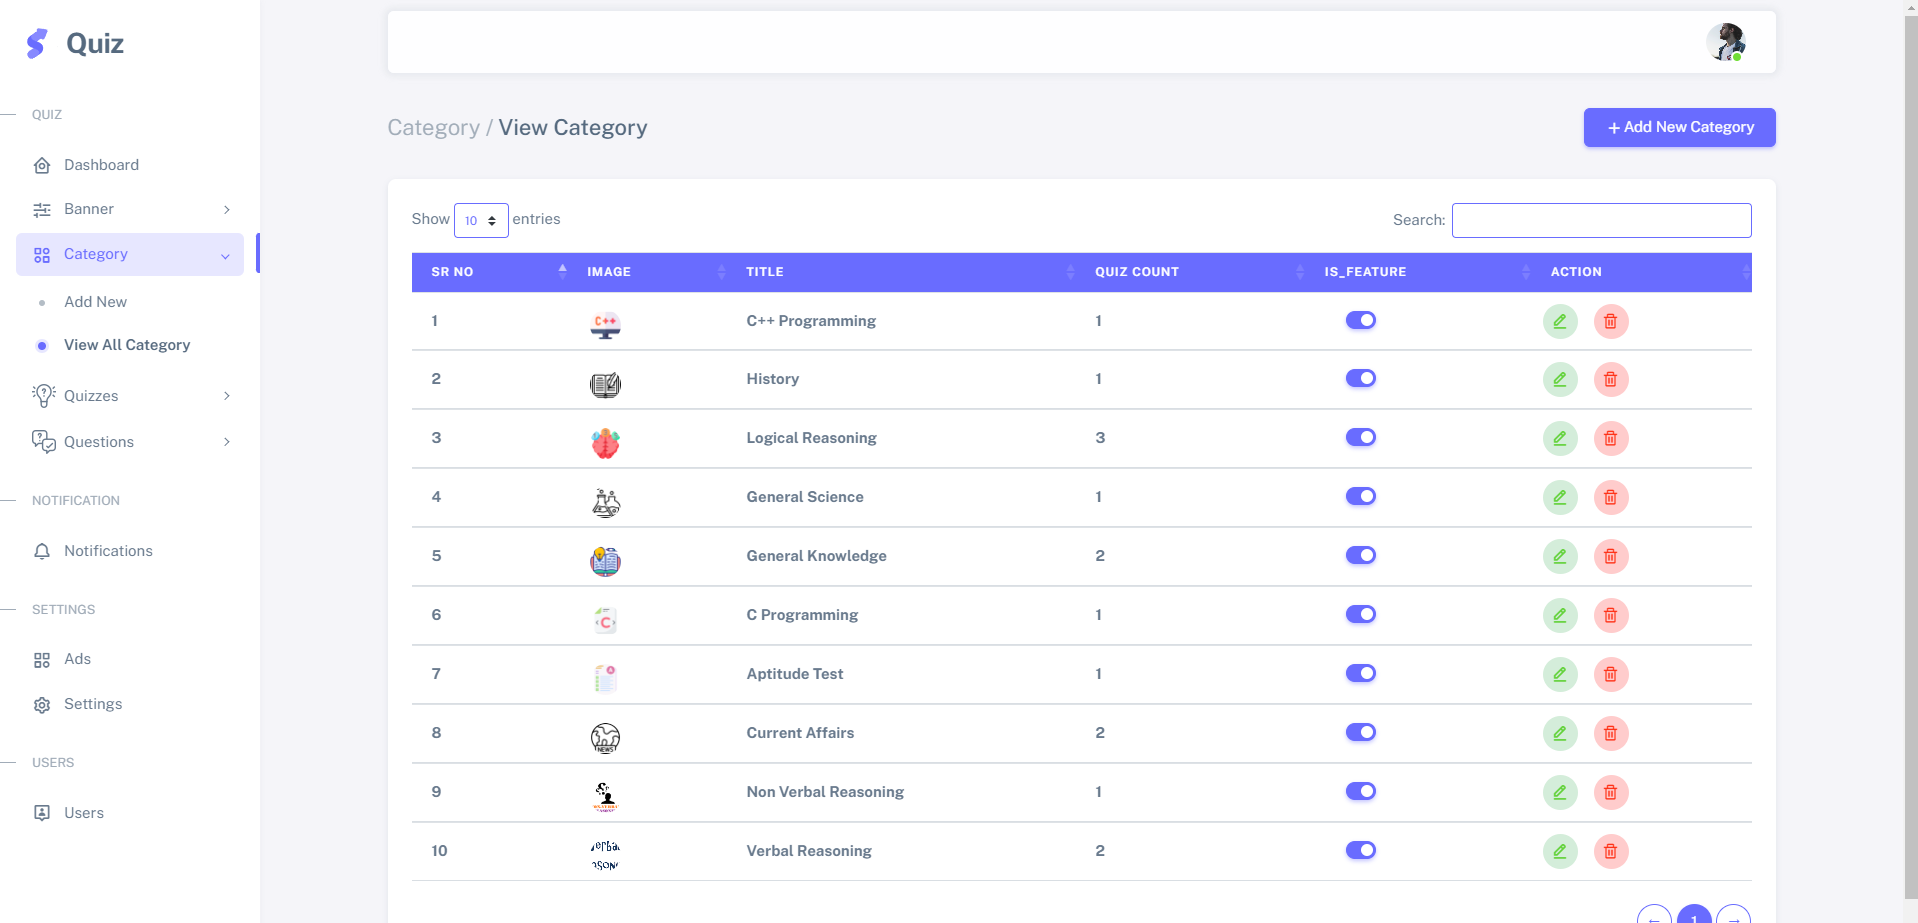 Quiz
QUIZ
Dashboard
Banner
Category
Add New
View All Category
Quizzes
Questions
NOTIFICATION
Notifications
SETTINGS
Ads
Settings
USERS
Users
Category / View Category
+ Add New Category
Show 10 entries
Search:
SR NO IMAGE TITLE QUIZ COUNT IS_FEATURE ACTION
1 C++ C++ Programming 1
2 History 1
3 Logical Reasoning 3
4 General Science 1
5 General Knowledge 2
6 C C Programming 1
7 A Aptitude Test 1
8 NEWS Current Affairs 2
9 Non Verbal Reasoning 1
10 Verbal Reasoning 2
← 1 →